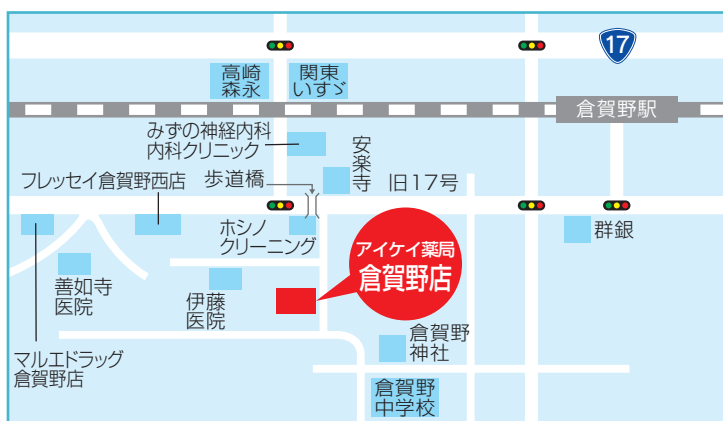 17
高崎
森永
関東
いすゞ
倉賀野駅
みずの神経内科
内科クリニック
安楽寺
フレッセイ倉賀野西店
歩道橋
旧17号
ホシノ
クリーニング
アイケイ薬局
倉賀野店
群銀
善如寺
医院
伊藤
医院
倉賀野
神社
マルエドラッグ
倉賀野店
倉賀野
中学校